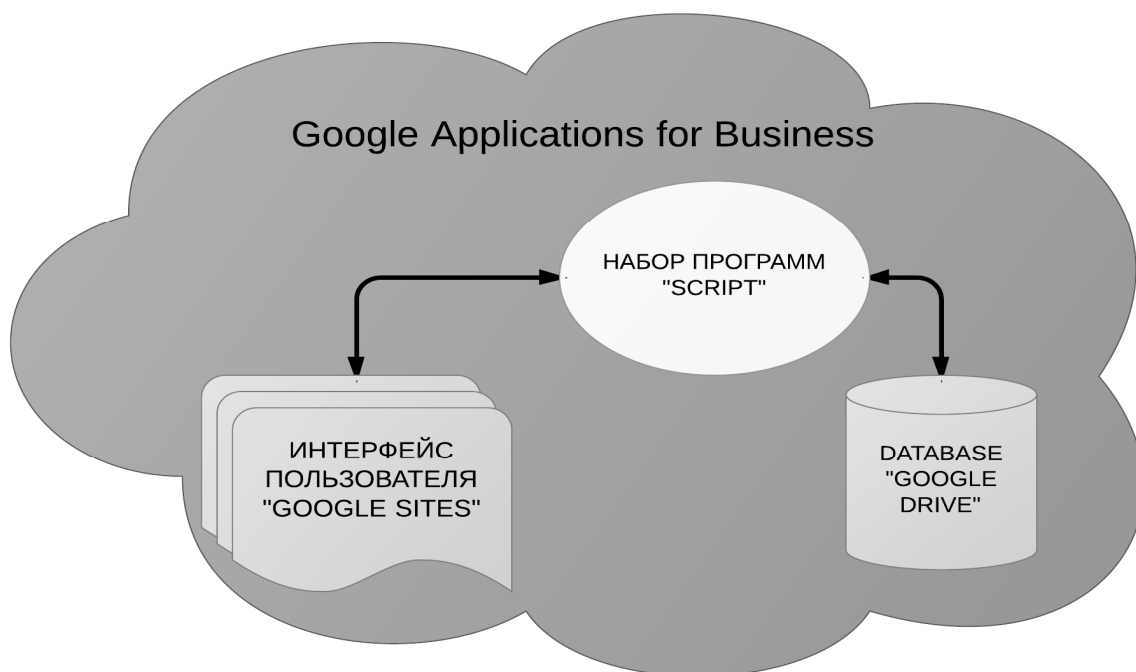 Google Applications for Business
НАБОР ПРОГРАММ
"SCRIPT"
ИНТЕРФЕЙС
ПОЛЬЗОВАТЕЛЯ
"GOOGLE SITES"
DATABASE
"GOOGLE
DRIVE"